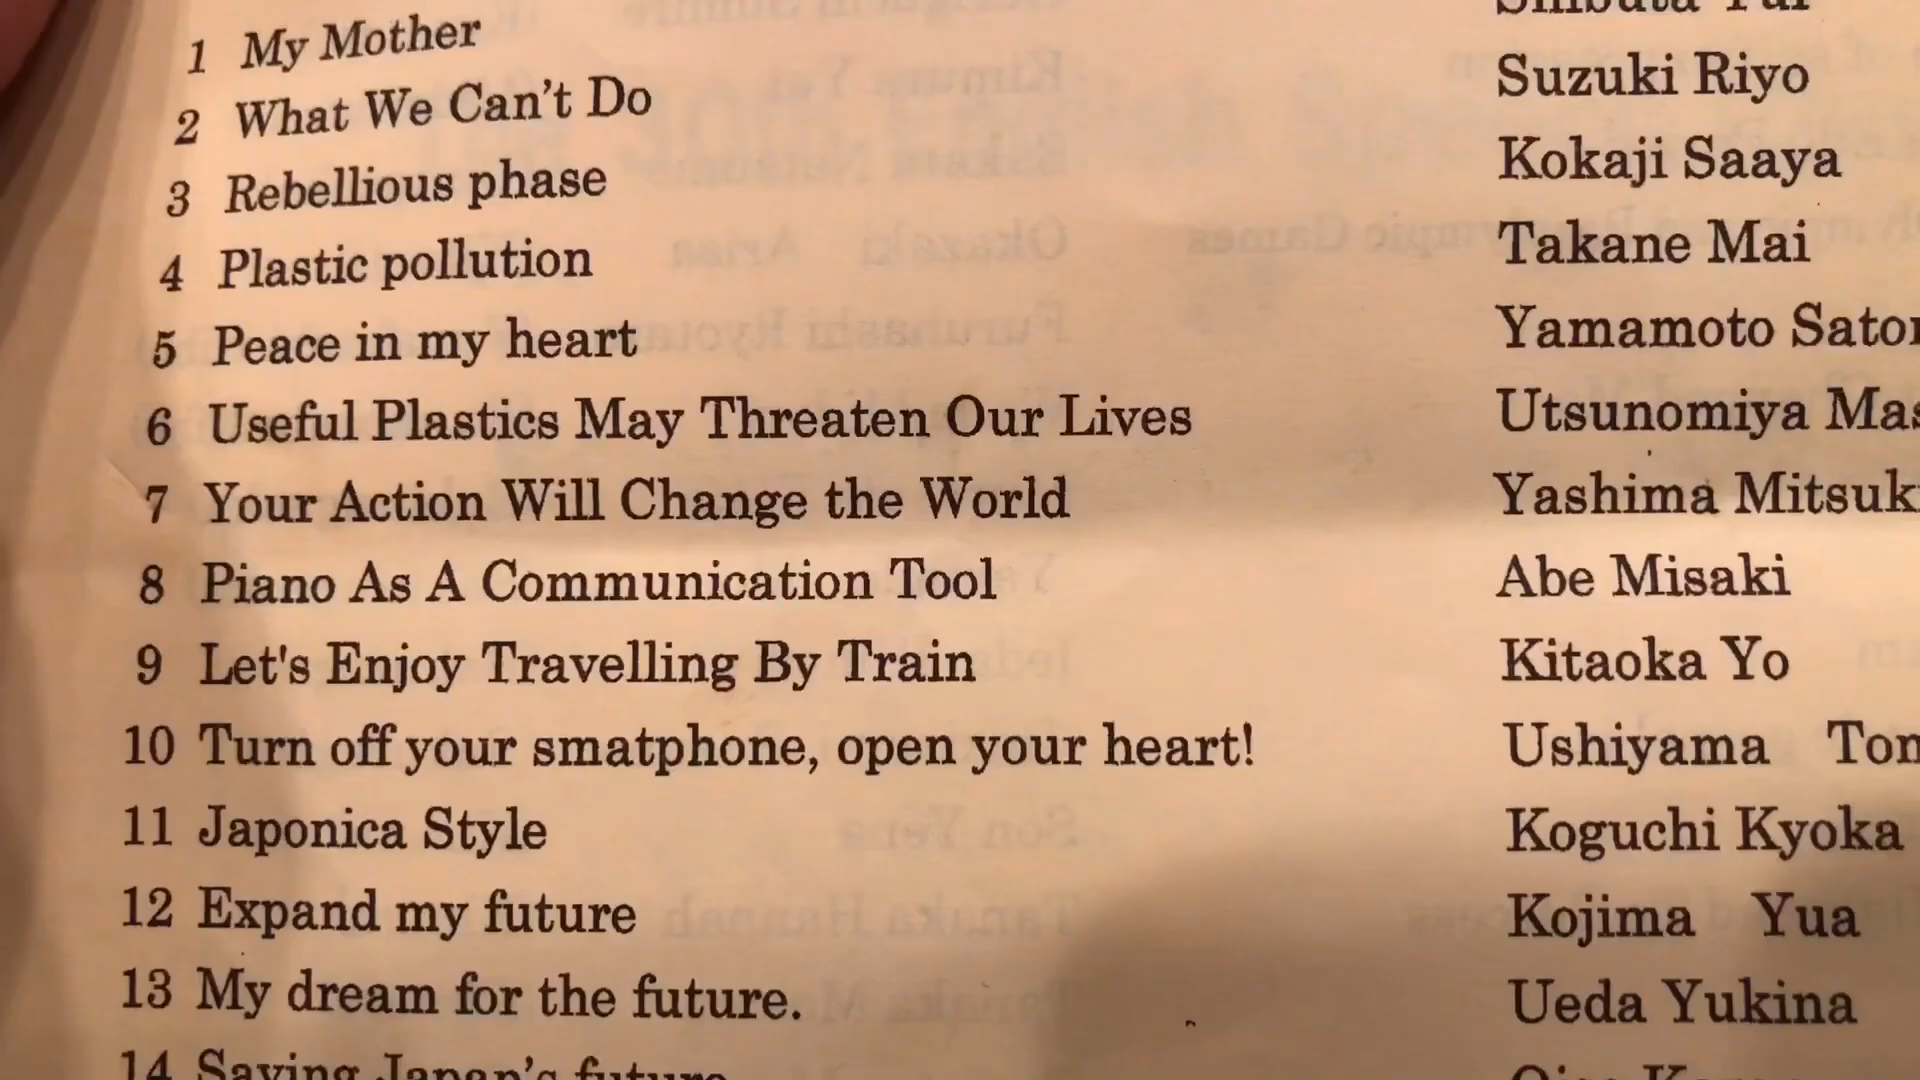 1 My Mother
2 What We Can't Do Suzuki Riyo
3 Rebellious phase Kokaji Saaya
4 Plastic pollution Takane Mai
5 Peace in my heart Yamamoto
6 Useful Plastics May Threaten Our Lives Utsunomiya
7 Your Action Will Change the World Yashima
8 Piano As A Communication Tool Abe Misaki
9 Let's Enjoy Travelling By Train Kitaoka Yo
10 Turn off your smatphone, open your heart! Ushiyama
11 Japonica Style Koguchi Kyoka
12 Expand my future Kojima Yua
13 My dream for the future. Ueda Yukina
14 Saving Japan's future